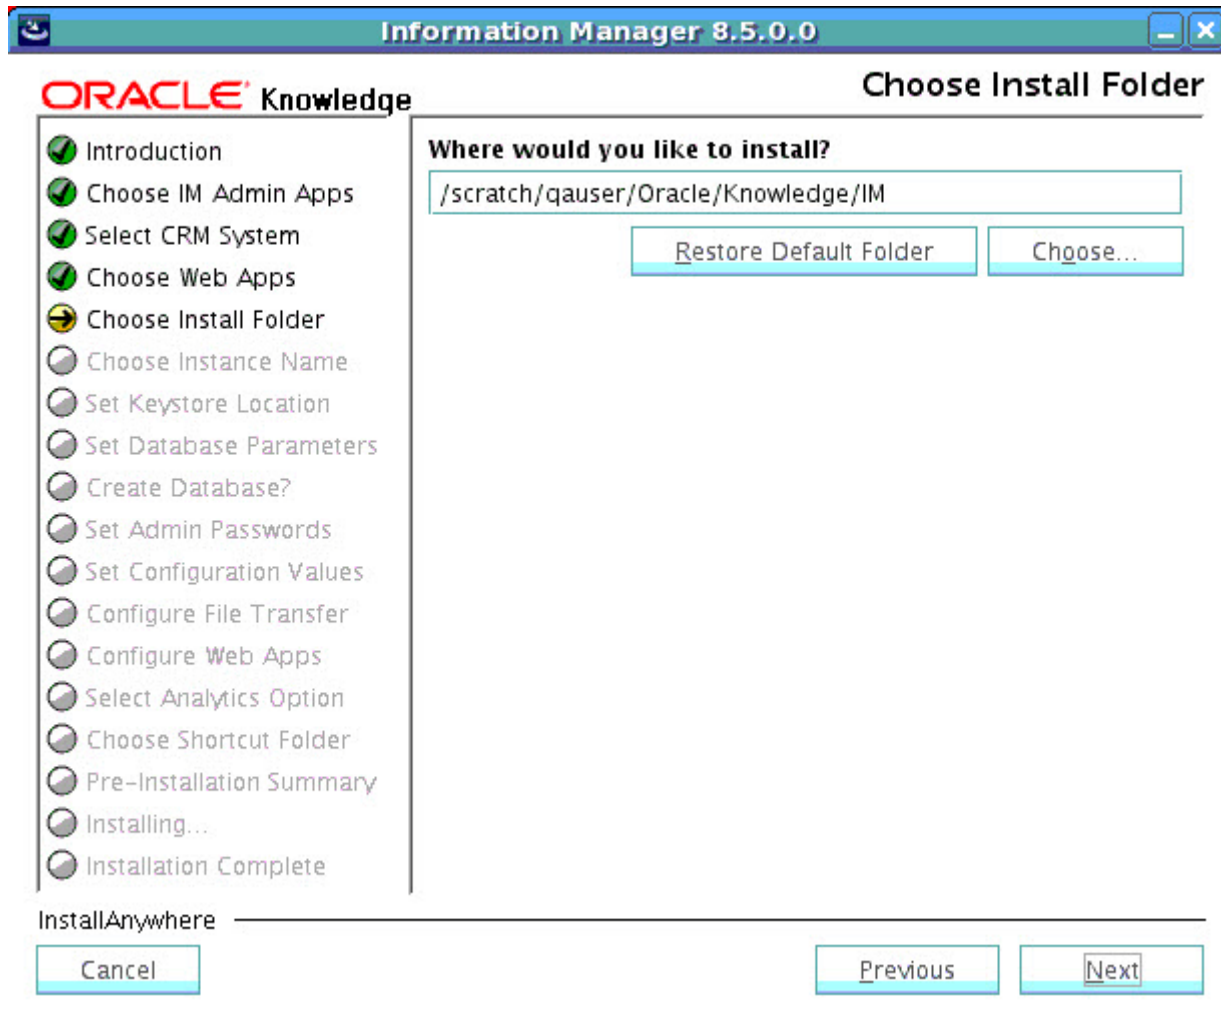 Information Manager 8.5.0.0
ORACLE Knowledge
Choose Install Folder
Introduction
Choose IM Admin Apps
Select CRM System
Choose Web Apps
Choose Install Folder
Choose Instance Name
Set Keystore Location
Set Database Parameters
Create Database?
Set Admin Passwords
Set Configuration Values
Configure File Transfer
Configure Web Apps
Select Analytics Option
Choose Shortcut Folder
Pre-Installation Summary
Installing...
Installation Complete
Where would you like to install?
/scratch/qauser/Oracle/Knowledge/IM
Restore Default Folder
Choose...
InstallAnywhere
Cancel
Previous
Next